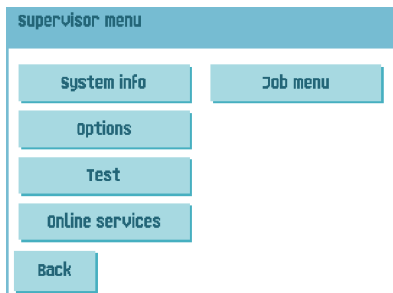 Supervisor menu
System info
Job menu
Options
Test
Online services
Back